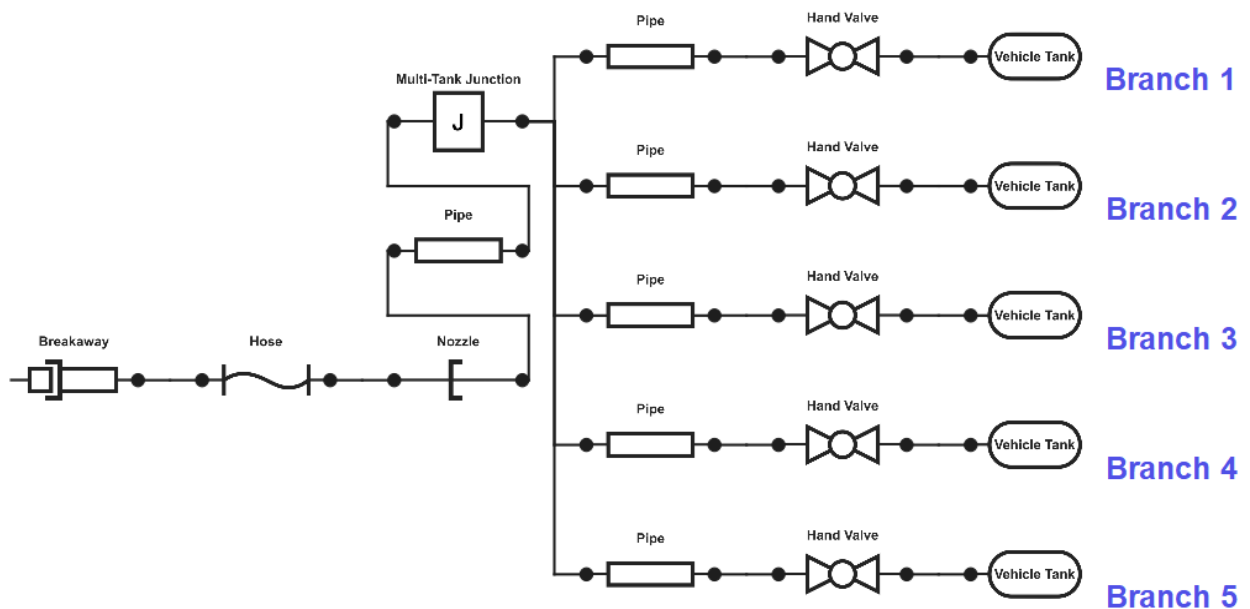 Pipe
Hand Valve
Vehicle Tank
Branch 1
Multi-Tank Junction
J
Pipe
Hand Valve
Vehicle Tank
Branch 2
Pipe
Pipe
Hand Valve
Vehicle Tank
Branch 3
Breakaway
Hose
Nozzle
Pipe
Hand Valve
Vehicle Tank
Branch 4
Pipe
Hand Valve
Vehicle Tank
Branch 5